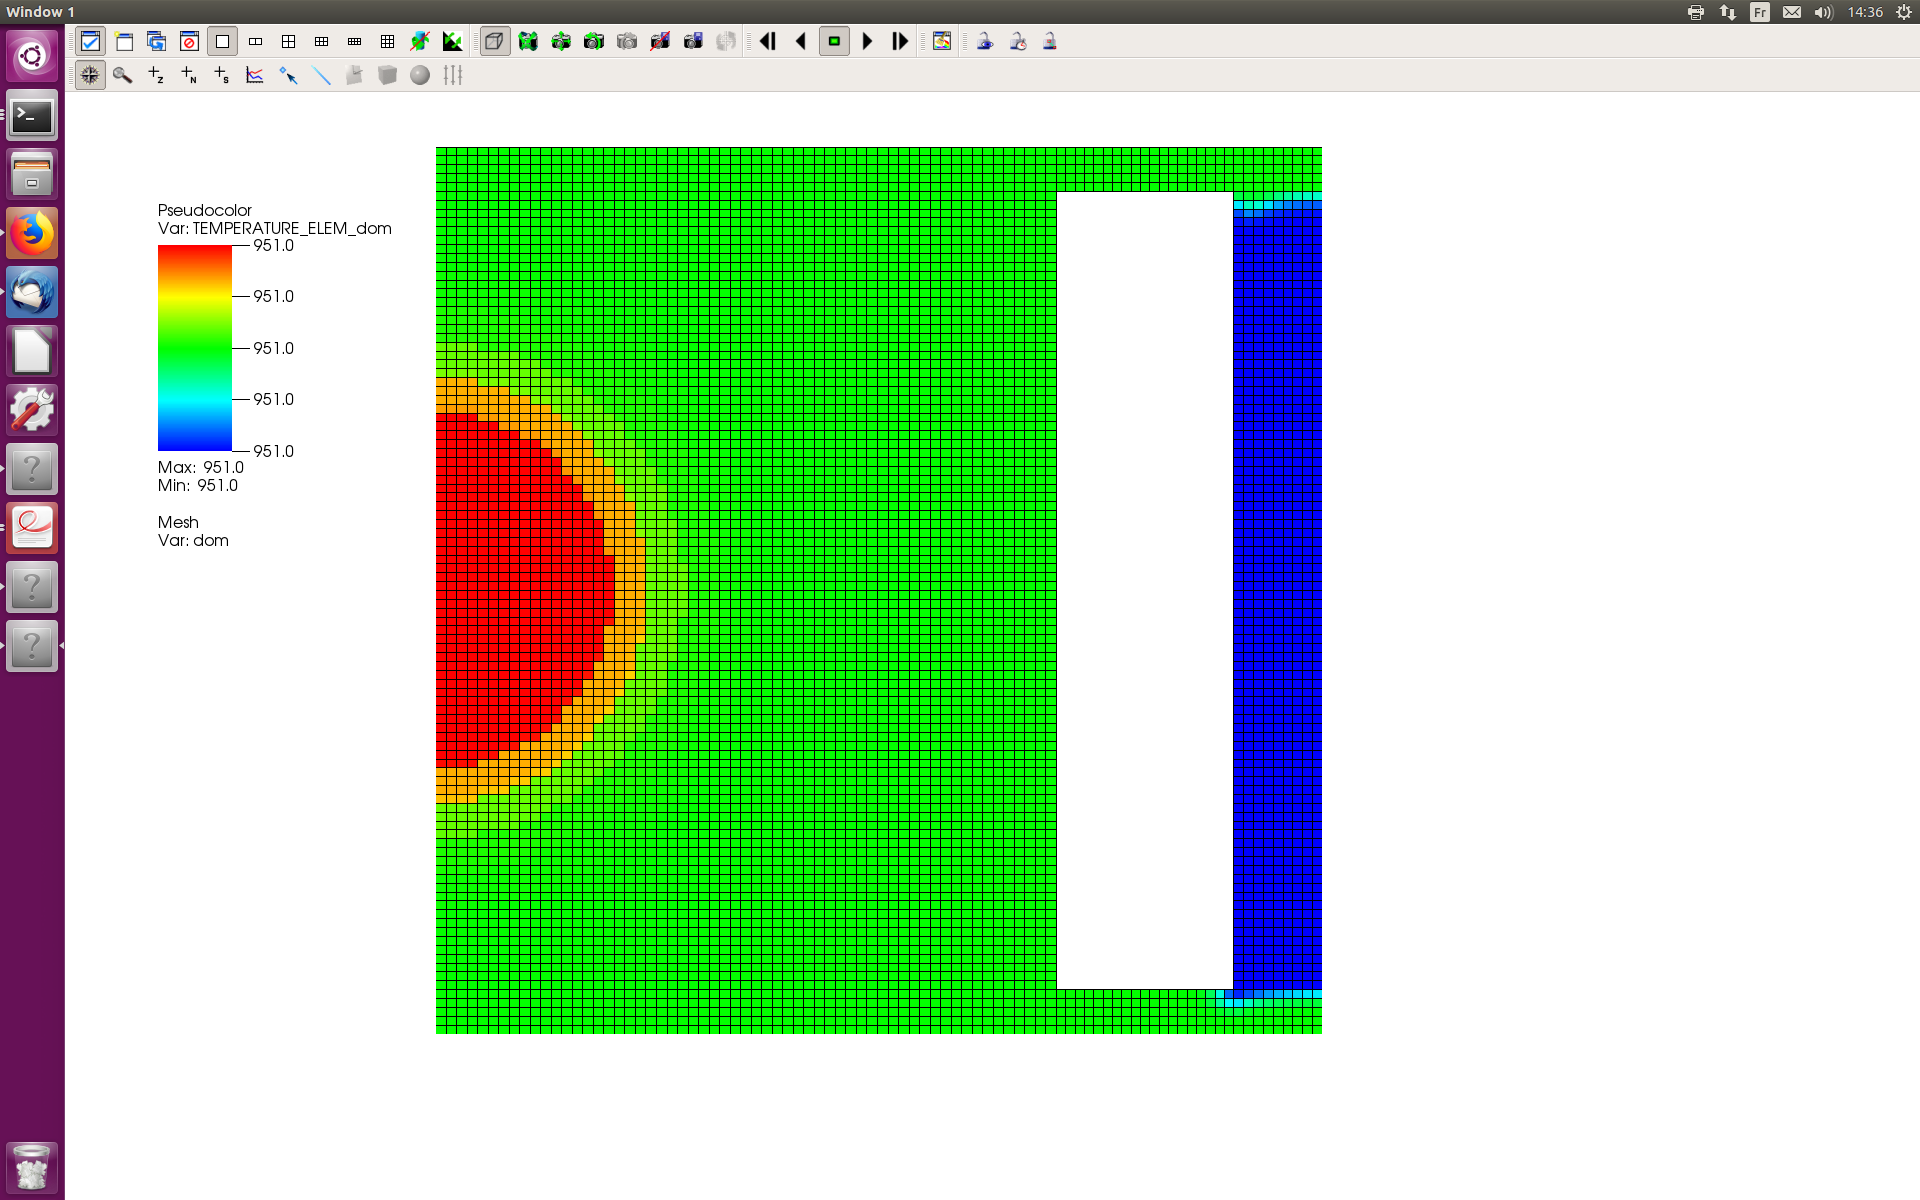 Window 1
Fr
14:36
Z
N
S
Pseudocolor
Var: TEMPERATURE_ELEM_dom
951.0
951.0
951.0
951.0
951.0
Max: 951.0
Min: 951.0
Mesh
Var: dom